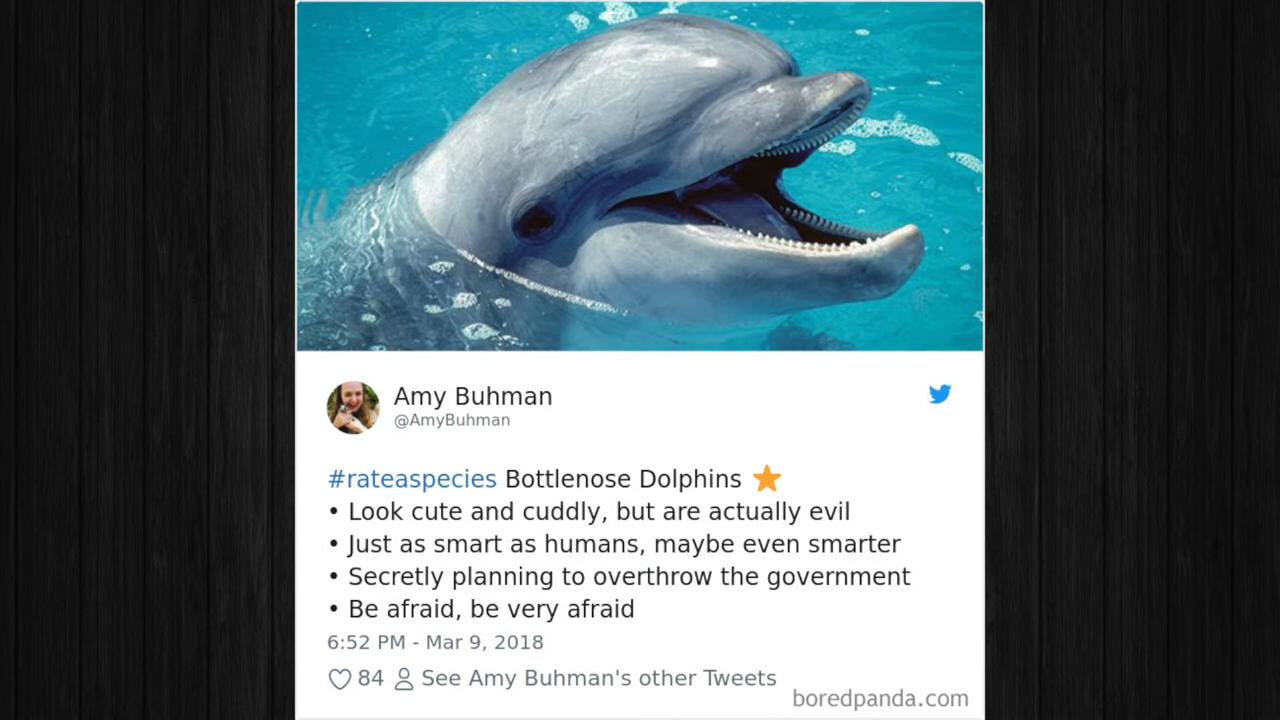 Amy Buhman
@AmyBuhman
#rateaspecies Bottlenose Dolphins ⭐
• Look cute and cuddly, but are actually evil
• Just as smart as humans, maybe even smarter
• Secretly planning to overthrow the government
• Be afraid, be very afraid
6:52 PM - Mar 9, 2018
84 See Amy Buhman's other Tweets
boredpanda.com